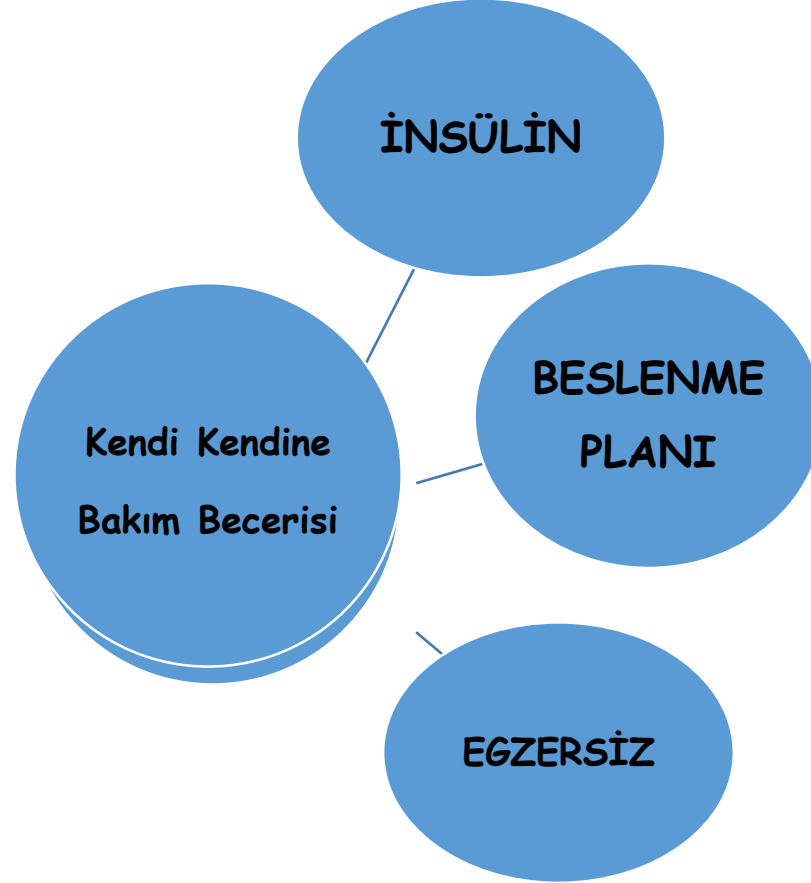 İNSÜLİN
BESLENME
PLANI
Kendi Kendine
Bakım Becerisi
EGZERSİZ